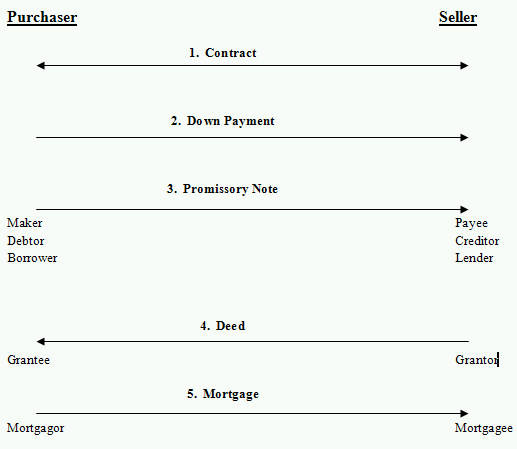 Purchaser Seller
1. Contract
2. Down Payment
3. Promissory Note
Maker Payee
Debtor Creditor
Borrower Lender
4. Deed
Grantee Grantor
5. Mortgage
Mortgagor Mortgagee